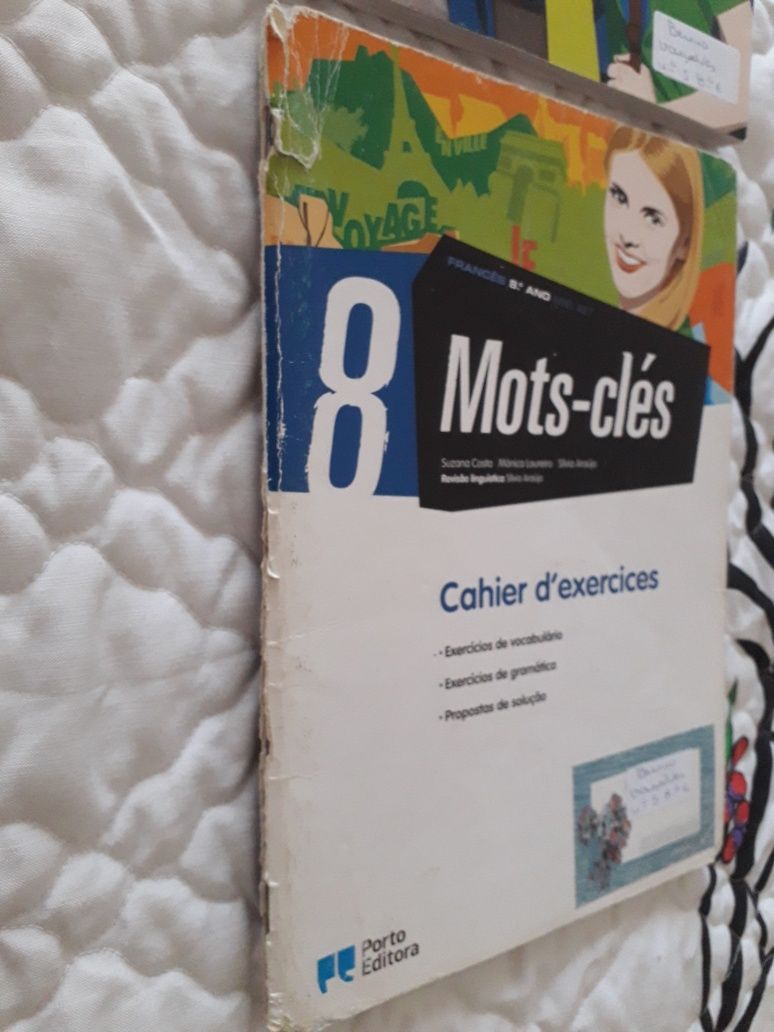 EN VILLE
VOYAGE
FRANCÊS 8.º ANO
8
Mots-clés
Suzana Costa Mónica Loureiro Sílvia Araújo
Revisão linguística Sílvia Araújo
Cahier d'exercices
• Exercícios de vocabulário
• Exercícios de gramática
• Propostas de solução
Porto
Editora